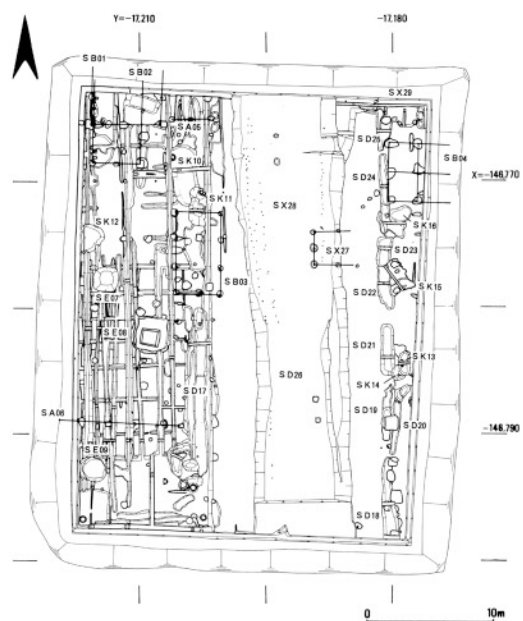 Y=-17,210
-17,180
SB01
SB02
SX29
SA05
SD25
SB04
SK10
SD24
X=-146,770
SK11
SX28
SK12
SK16
SX27
SD23
SE07
SB03
SK15
SD22
SE08
SD21
SK13
SD26
SK14
SD17
SD19
SA06
SD20
-146,790
SE09
SD18
0
10m